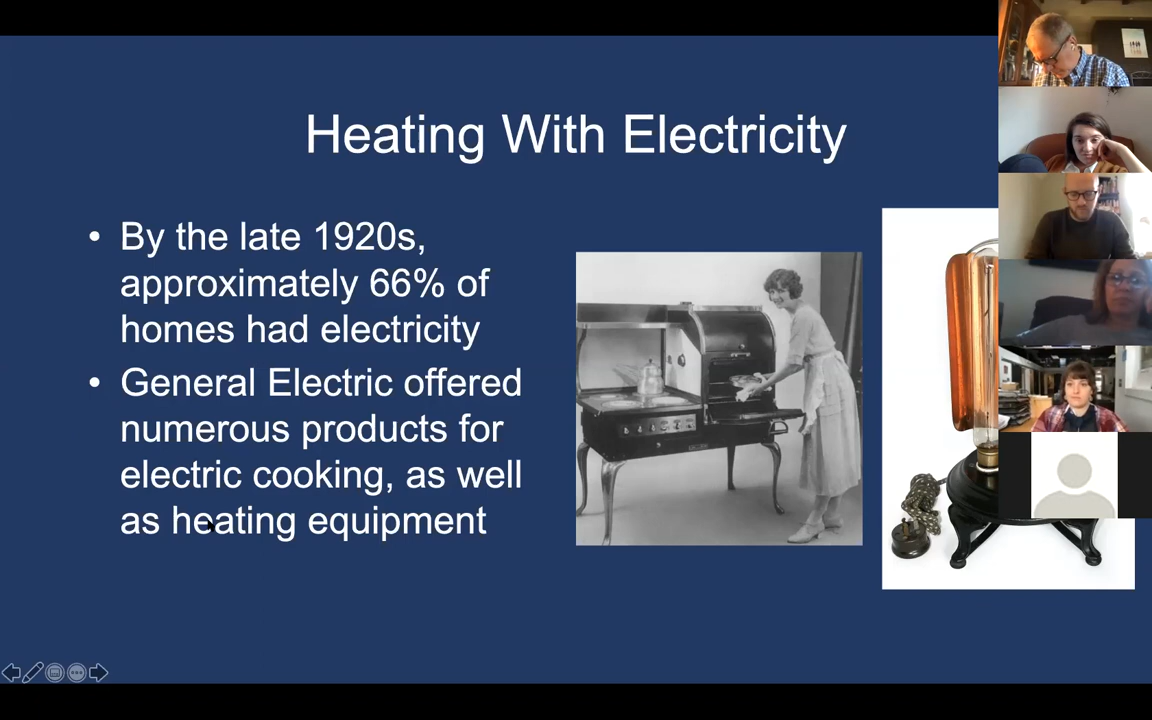 Heating With Electricity
• By the late 1920s,
approximately 66% of
homes had electricity
• General Electric offered
numerous products for
electric cooking, as well
as heating equipment